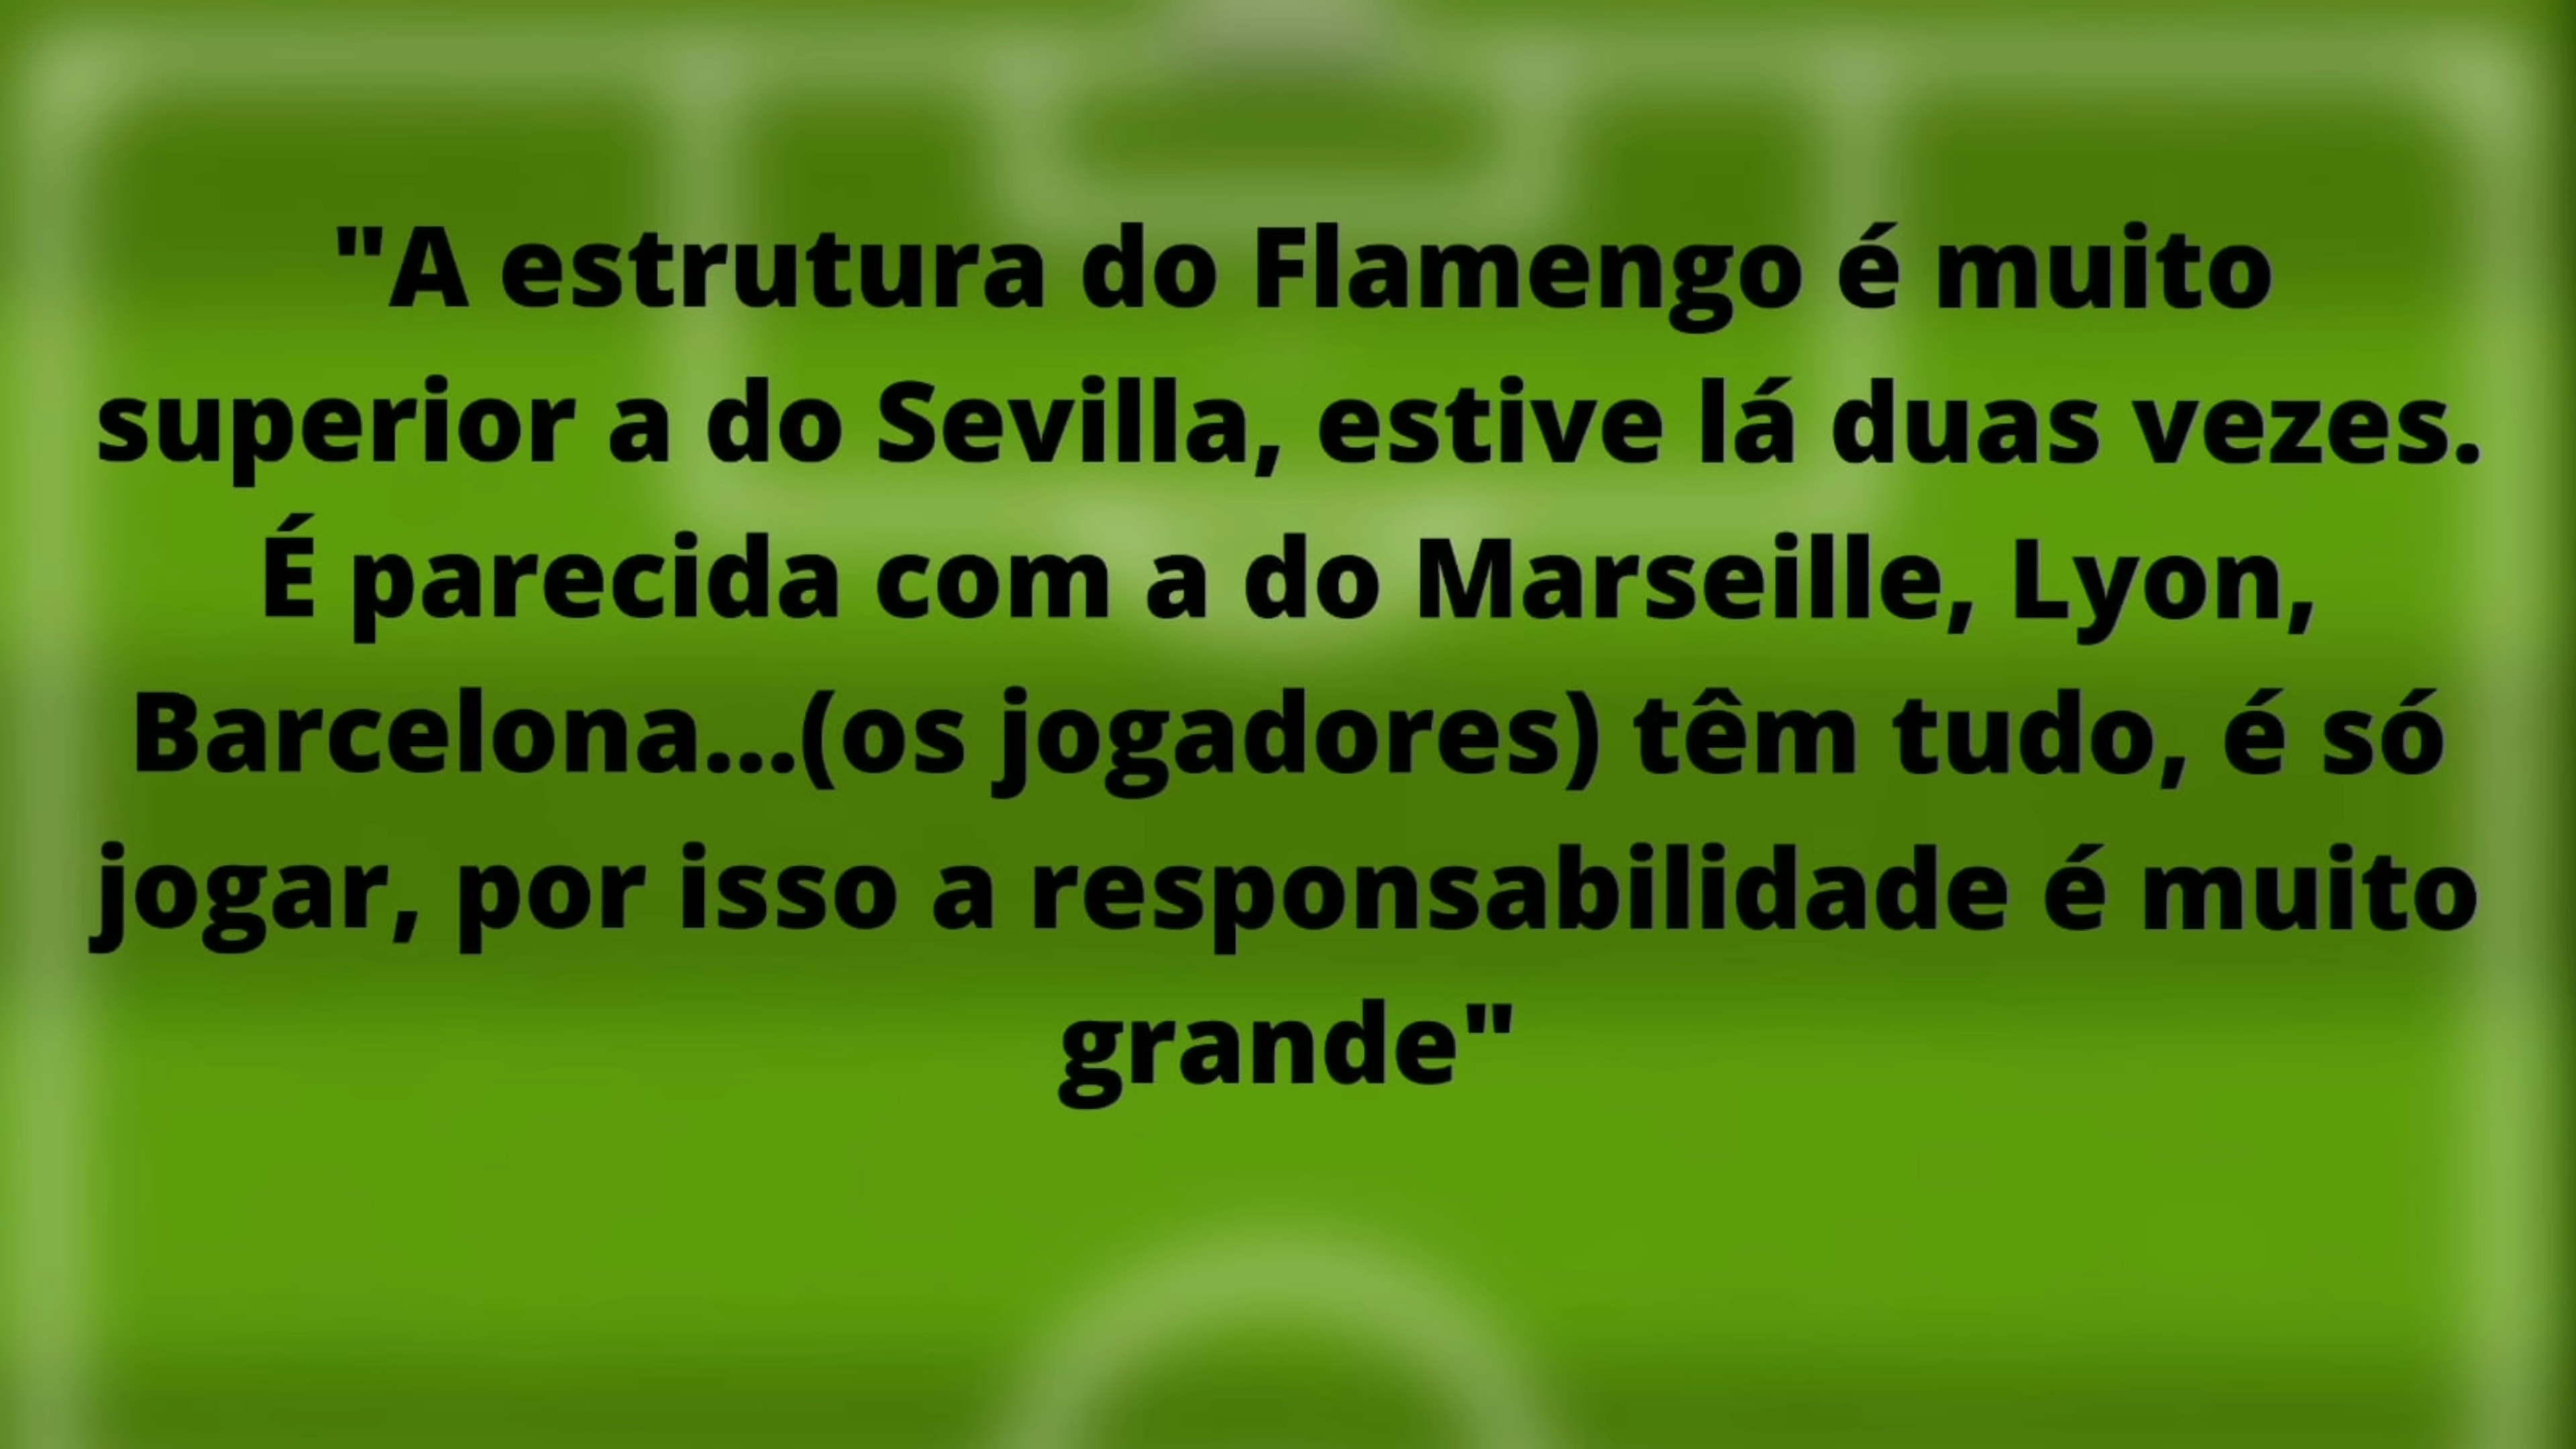 "A estrutura do Flamengo é muito
superior a do Sevilla, estive lá duas vezes.
É parecida com a do Marseille, Lyon,
Barcelona...(os jogadores) têm tudo, é só
jogar, por isso a responsabilidade é muito
grande"